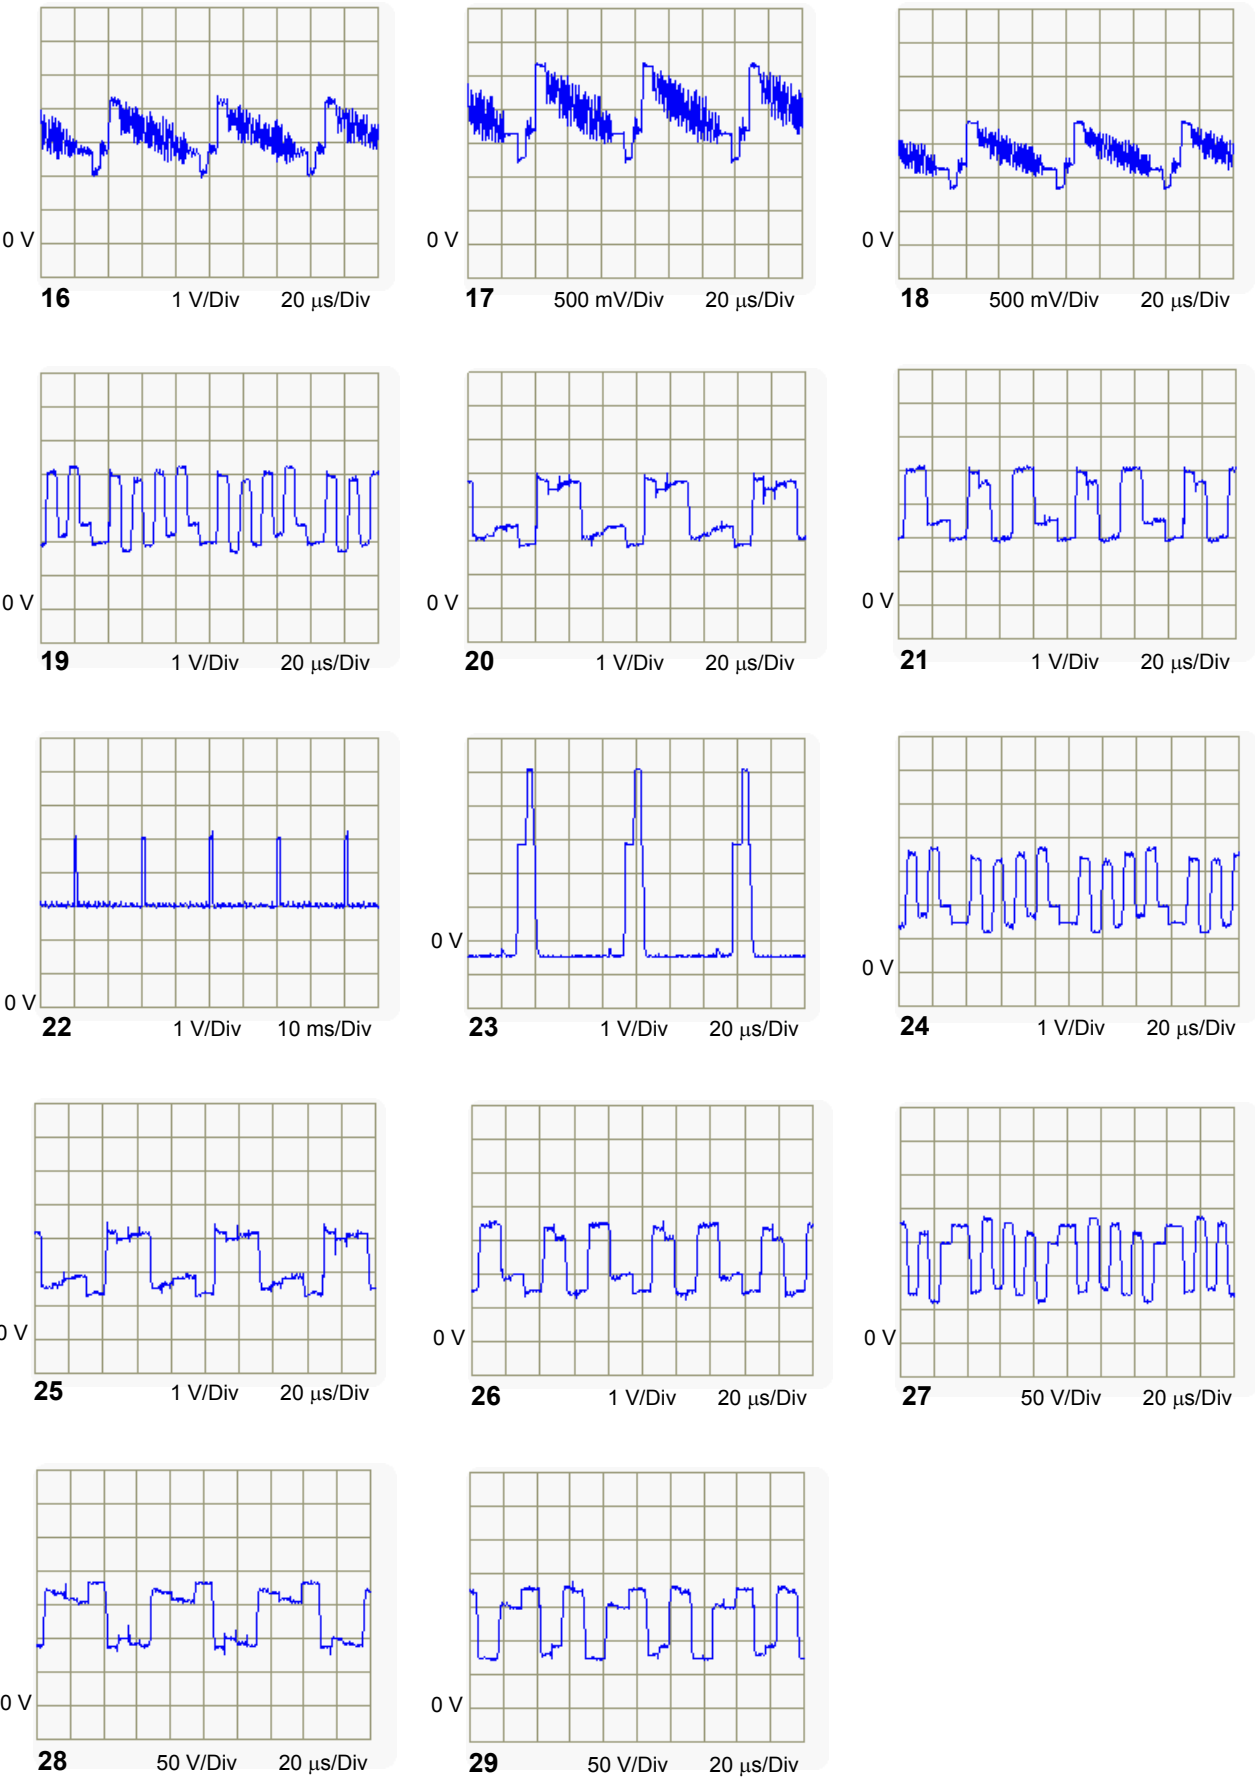 0 V
16 1 V/Div 20 μs/Div
0 V
17 500 mV/Div 20 μs/Div
0 V
18 500 mV/Div 20 μs/Div
0 V
19 1 V/Div 20 μs/Div
0 V
20 1 V/Div 20 μs/Div
0 V
21 1 V/Div 20 μs/Div
0 V
22 1 V/Div 10 ms/Div
0 V
23 1 V/Div 20 μs/Div
0 V
24 1 V/Div 20 μs/Div
0 V
25 1 V/Div 20 μs/Div
0 V
26 1 V/Div 20 μs/Div
0 V
27 50 V/Div 20 μs/Div
0 V
28 50 V/Div 20 μs/Div
0 V
29 50 V/Div 20 μs/Div